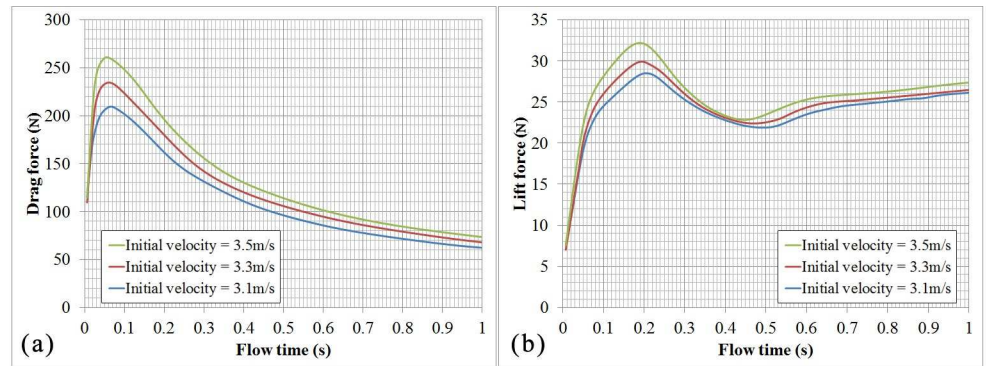 300
250
200
150
100
50
0
Drag force (N)
Initial velocity = 3.5m/s
Initial velocity = 3.3m/s
Initial velocity = 3.1m/s
0 0.1 0.2 0.3 0.4 0.5 0.6 0.7 0.8 0.9 1
Flow time (s)
(a)
35
30
25
20
15
10
5
0
Lift force (N)
Initial velocity = 3.5m/s
Initial velocity = 3.3m/s
Initial velocity = 3.1m/s
0 0.1 0.2 0.3 0.4 0.5 0.6 0.7 0.8 0.9 1
Flow time (s)
(b)